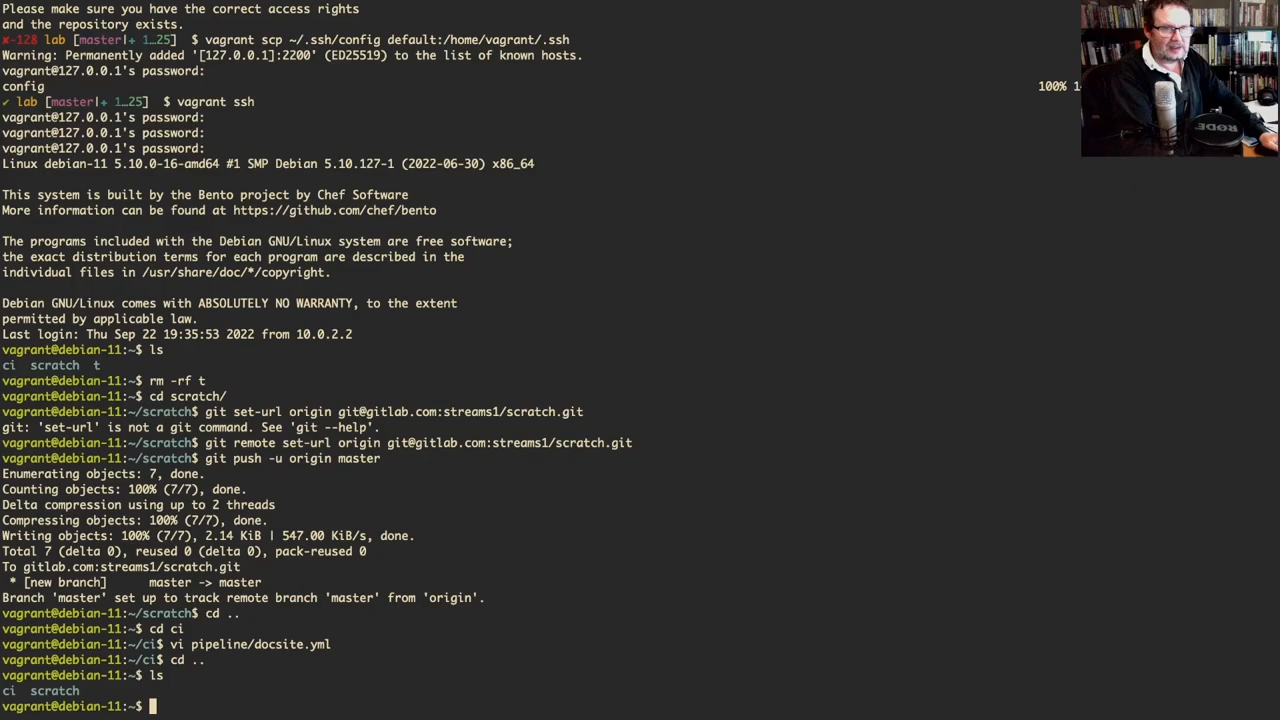 Please make sure you have the correct access rights
and the repository exists.
✘-128 lab [master|+ 1…25]  $ vagrant scp ~/.ssh/config default:/home/vagrant/.ssh
Warning: Permanently added '[127.0.0.1]:2200' (ED25519) to the list of known hosts.
vagrant@127.0.0.1's password:
config 100%
✔ lab [master|+ 1…25]  $ vagrant ssh
vagrant@127.0.0.1's password:
vagrant@127.0.0.1's password:
vagrant@127.0.0.1's password:
Linux debian-11 5.10.0-16-amd64 #1 SMP Debian 5.10.127-1 (2022-06-30) x86_64
This system is built by the Bento project by Chef Software
More information can be found at https://github.com/chef/bento
The programs included with the Debian GNU/Linux system are free software;
the exact distribution terms for each program are described in the
individual files in /usr/share/doc/*/copyright.
Debian GNU/Linux comes with ABSOLUTELY NO WARRANTY, to the extent
permitted by applicable law.
Last login: Thu Sep 22 19:35:53 2022 from 10.0.2.2
vagrant@debian-11:~$ ls
ci  scratch  t
vagrant@debian-11:~$ rm -rf t
vagrant@debian-11:~$ cd scratch/
vagrant@debian-11:~/scratch$ git set-url origin git@gitlab.com:streams1/scratch.git
git: 'set-url' is not a git command. See 'git --help'.
vagrant@debian-11:~/scratch$ git remote set-url origin git@gitlab.com:streams1/scratch.git
vagrant@debian-11:~/scratch$ git push -u origin master
Enumerating objects: 7, done.
Counting objects: 100% (7/7), done.
Delta compression using up to 2 threads
Compressing objects: 100% (7/7), done.
Writing objects: 100% (7/7), 2.14 KiB | 547.00 KiB/s, done.
Total 7 (delta 0), reused 0 (delta 0), pack-reused 0
To gitlab.com:streams1/scratch.git
 * [new branch]      master -> master
Branch 'master' set up to track remote branch 'master' from 'origin'.
vagrant@debian-11:~/scratch$ cd ..
vagrant@debian-11:~$ cd ci
vagrant@debian-11:~/ci$ vi pipeline/docsite.yml
vagrant@debian-11:~/ci$ cd ..
vagrant@debian-11:~$ ls
ci  scratch
vagrant@debian-11:~$
RØDE